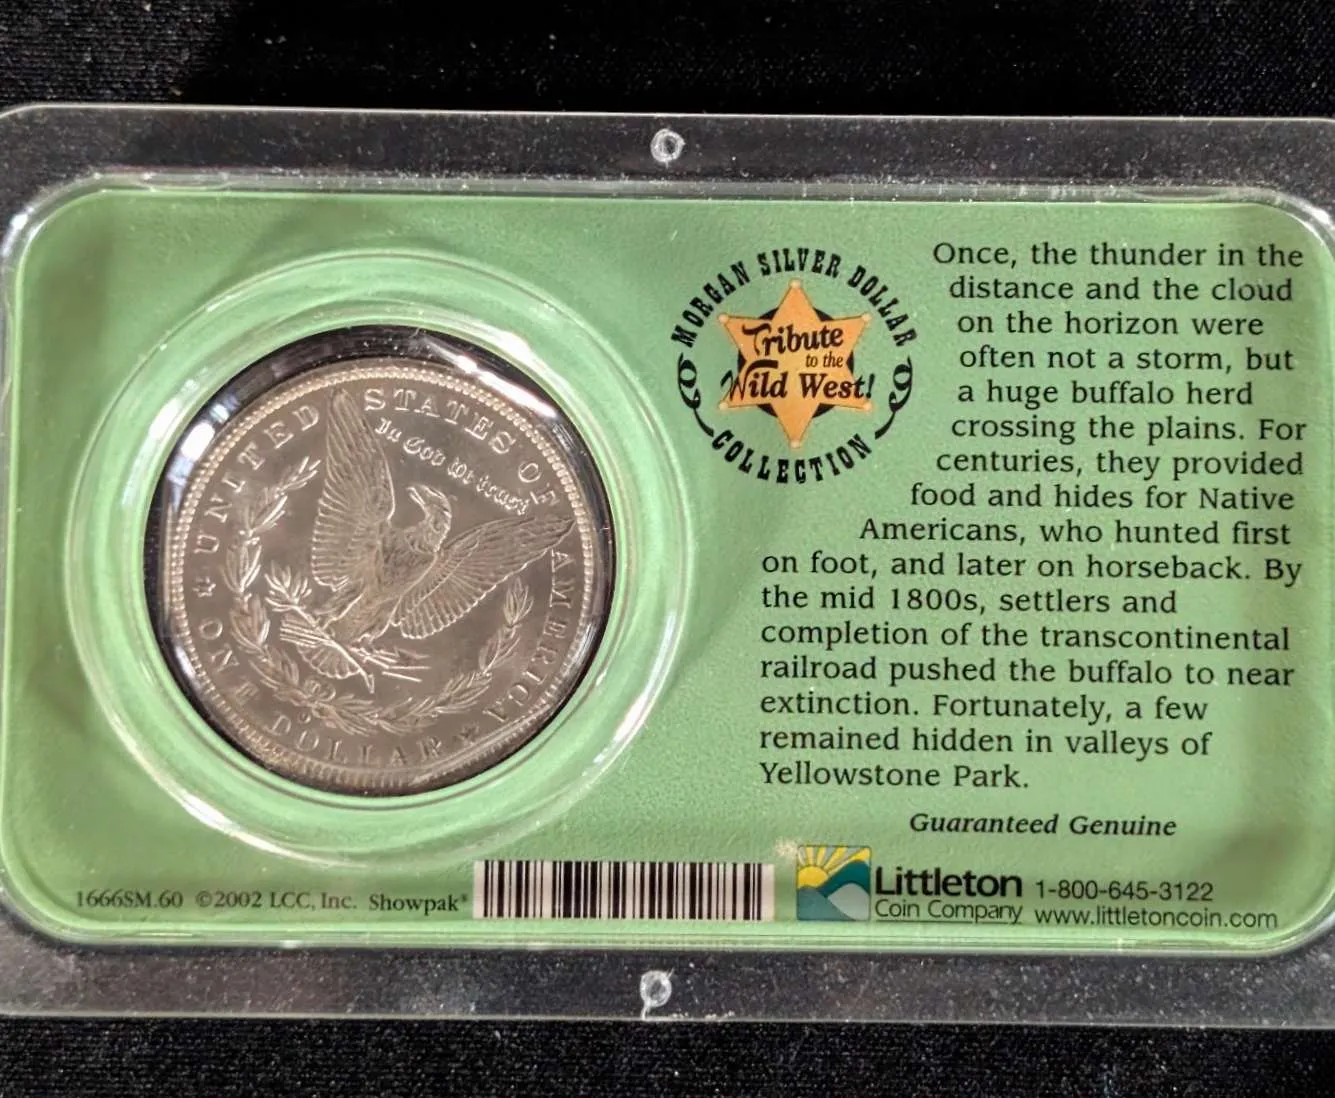 UNITED STATES OF AMERICA
In God we trust
ONE DOLLAR
O
MORGAN SILVER DOLLAR
Tribute
to the
Wild West!
COLLECTION
Once, the thunder in the
distance and the cloud
on the horizon were
often not a storm, but
a huge buffalo herd
crossing the plains. For
centuries, they provided
food and hides for Native
Americans, who hunted first
on foot, and later on horseback. By
the mid 1800s, settlers and
completion of the transcontinental
railroad pushed the buffalo to near
extinction. Fortunately, a few
remained hidden in valleys of
Yellowstone Park.
Guaranteed Genuine
1666SM.60 ©2002 LCC, Inc. Showpak®
Littleton 1-800-645-3122
Coin Company www.littletoncoin.com